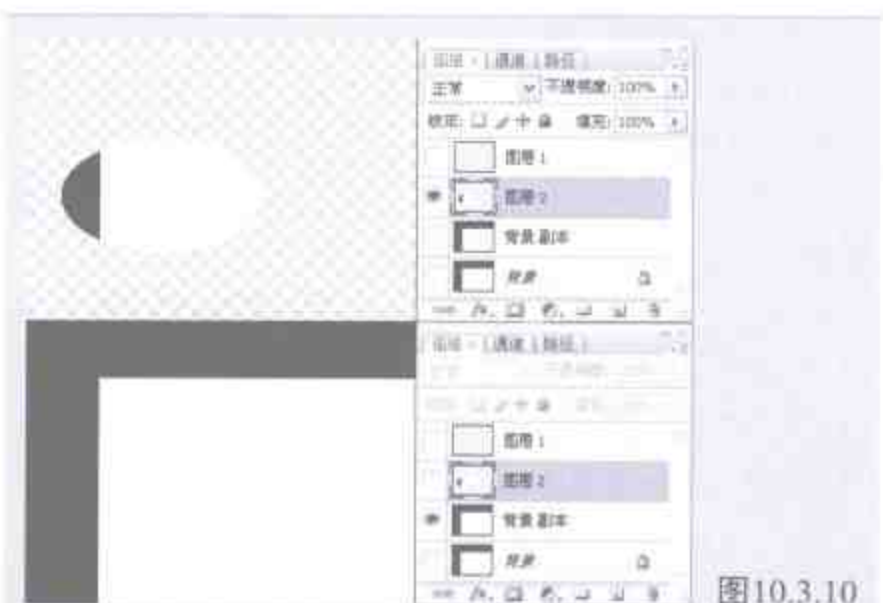 图层 × 通道 路径
正常 不透明度: 100%
锁定: 填充: 100%
图层 1
图层 2
背景 副本
背景
图层 × 通道 路径
图层 1
图层 2
背景 副本
背景
图10.3.10